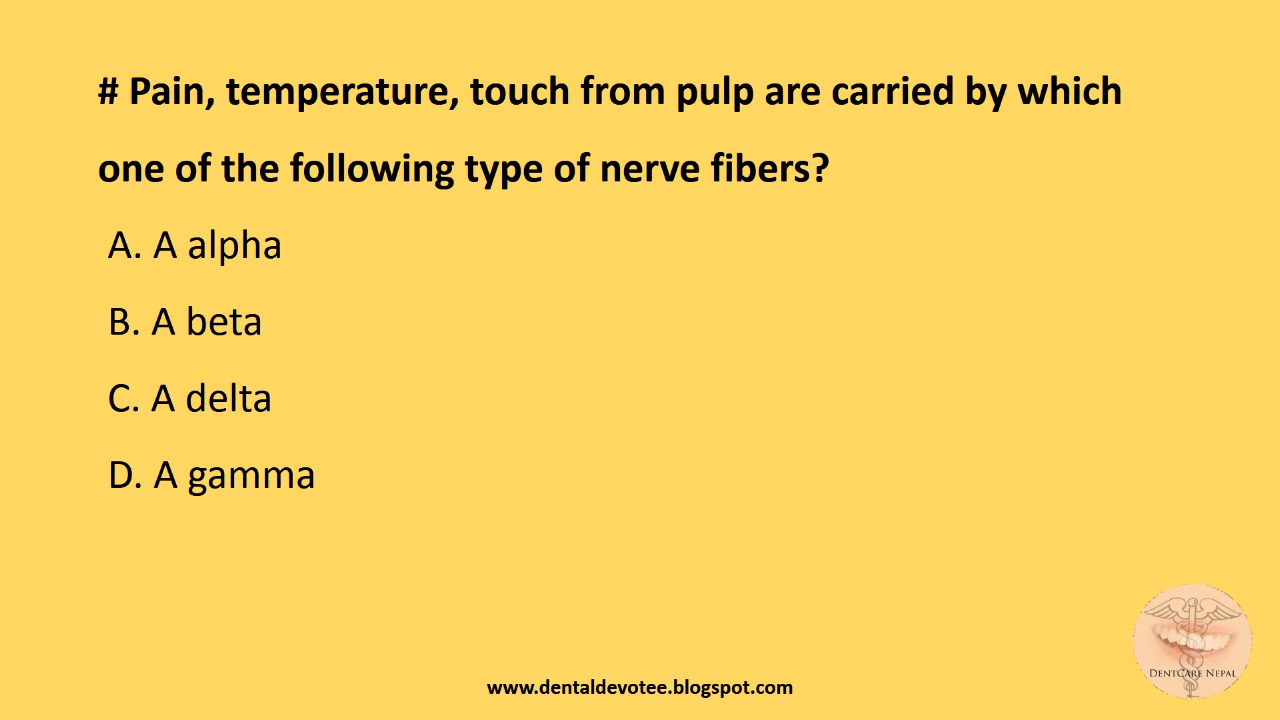 # Pain, temperature, touch from pulp are carried by which
one of the following type of nerve fibers?
A. A alpha
B. A beta
C. A delta
D. A gamma
DentCare Nepal
www.dentaldevotee.blogspot.com